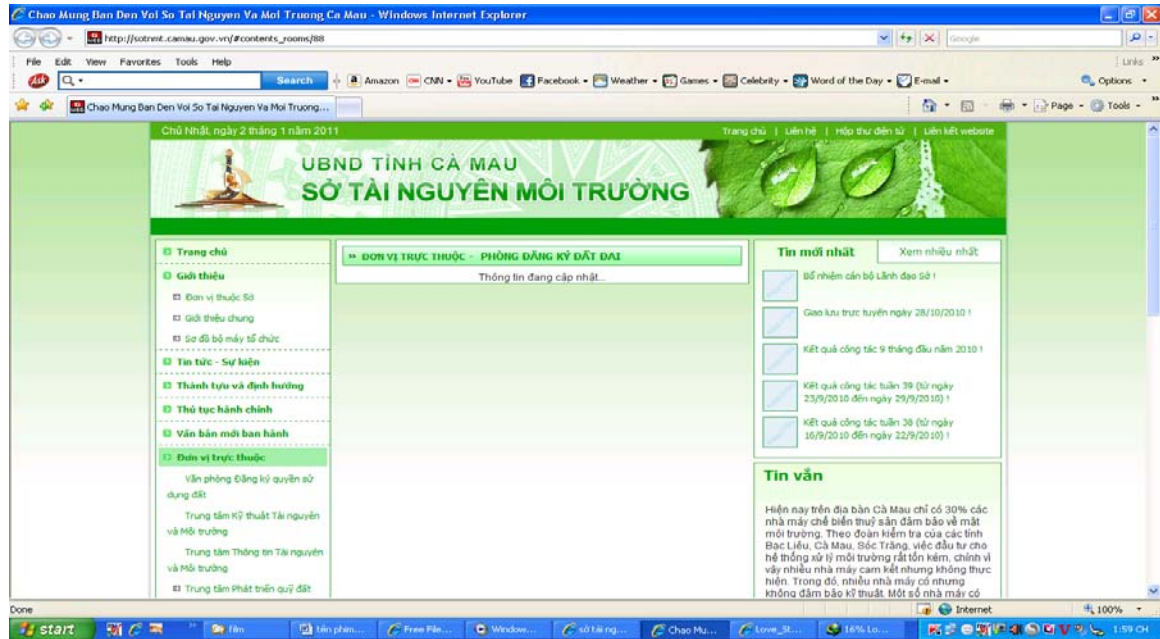 Chao Mung Ban Den Voi So Tai Nguyen Va Moi Truong Ca Mau - Windows Internet Explorer
http://sotnmt.camau.gov.vn/#contents_rooms/88
Google
File Edit View Favorites Tools Help
Links
Ask Search Amazon CNN YouTube Facebook Weather Games Celebrity Word of the Day E-mail Options
Chao Mung Ban Den Voi So Tai Nguyen Va Moi Truong...
Page Tools
Chủ Nhật, ngày 2 tháng 1 năm 2011
Trang chủ | Liên hệ | Hộp thư điện tử | Liên kết website
UBND TỈNH CÀ MAU
SỞ TÀI NGUYÊN MÔI TRƯỜNG
Trang chủ
Giới thiệu
Đơn vị thuộc Sở
Giới thiệu chung
Sơ đồ bộ máy tổ chức
Tin tức - Sự kiện
Thành tựu và định hướng
Thủ tục hành chính
Văn bản mới ban hành
Đơn vị trực thuộc
Văn phòng Đăng ký quyền sử
dụng đất
Trung tâm Kỹ thuật Tài nguyên
và Môi trường
Trung tâm Thông tin Tài nguyên
và Môi trường
Trung tâm Phát triển quỹ đất
ĐƠN VỊ TRỰC THUỘC - PHÒNG ĐĂNG KÝ ĐẤT ĐAI
Thông tin đang cập nhật...
Tin mới nhất
Xem nhiều nhất
Bổ nhiệm cán bộ Lãnh đạo Sở !
Giao lưu trực tuyến ngày 28/10/2010 !
Kết quả công tác 9 tháng đầu năm 2010 !
Kết quả công tác tuần 39 (từ ngày
23/9/2010 đến ngày 29/9/2010) !
Kết quả công tác tuần 38 (từ ngày
16/9/2010 đến ngày 22/9/2010) !
Tin vắn
Hiện nay trên địa bàn Cà Mau chỉ có 30% các
nhà máy chế biến thuỷ sản đảm bảo về mặt
môi trường. Theo đoàn kiểm tra của các tỉnh
Bạc Liêu, Cà Mau, Sóc Trăng, việc đầu tư cho
hệ thống xử lý môi trường rất tốn kém, chính vì
vậy nhiều nhà máy cam kết nhưng không thực
hiện. Trong đó, nhiều nhà máy có nhưng
không đảm bảo kỹ thuật. Một số nhà máy có
Done
Internet
100%
start
film
tên phim...
Free File...
Window...
sở tài ng...
Chao Mu...
Love_St...
16% Lo...
1:59 CH